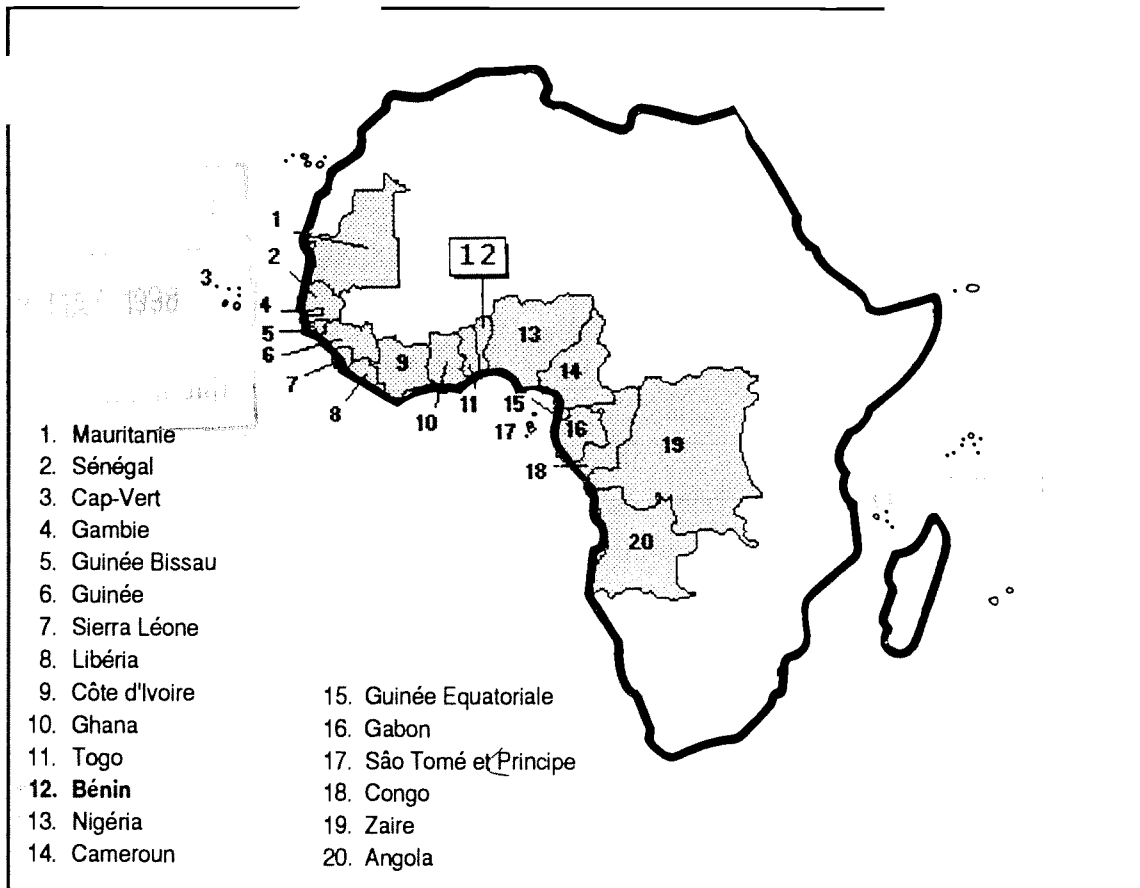 1
2
3
4
5
6
7
8
9
10
11
12
13
14
15
16
17
18
19
20
1998
1. Mauritanie
2. Sénégal
3. Cap-Vert
4. Gambie
5. Guinée Bissau
6. Guinée
7. Sierra Léone
8. Libéria
9. Côte d'Ivoire
10. Ghana
11. Togo
12. Bénin
13. Nigéria
14. Cameroun
15. Guinée Equatoriale
16. Gabon
17. Sâo Tomé et Principe
18. Congo
19. Zaire
20. Angola